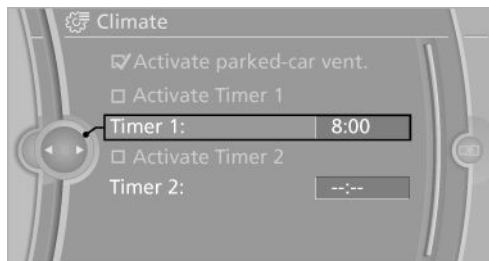 Climate
Activate parked-car vent.
Activate Timer 1
Timer 1: 8:00
Activate Timer 2
Timer 2: --:--